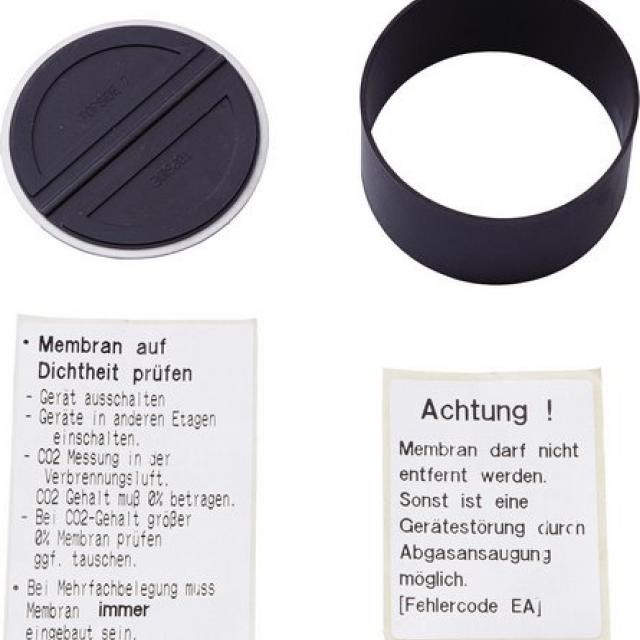 TOPSIDE
TOPSIDE
• Membran auf
Dichtheit prüfen
- Gerät ausschalten
- Geräte in anderen Etagen
einschalten.
- CO2 Messung in der
Verbrennungsluft.
CO2 Gehalt muß 0% betragen.
- Bei CO2-Gehalt größer
0% Membran prüfen
ggf. tauschen.
• Bei Mehrfachbelegung muss
Membran immer
eingebaut sein.
Achtung !
Membran darf nicht
entfernt werden.
Sonst ist eine
Gerätestörung durch
Abgasansaugung
möglich.
[Fehlercode EA]